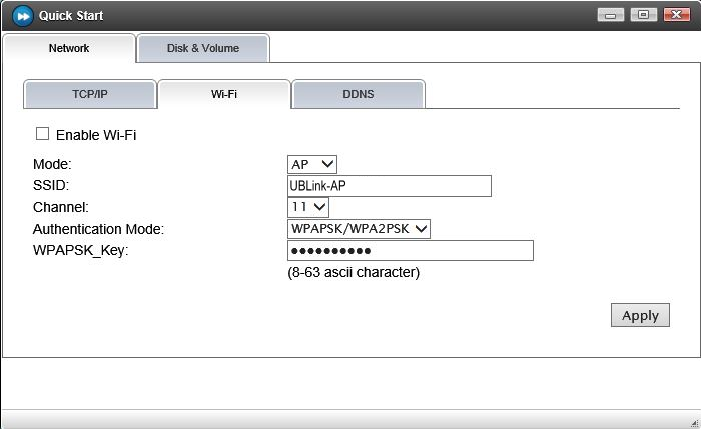 Quick Start
Network Disk & Volume
TCP/IP Wi-Fi DDNS
Enable Wi-Fi
Mode: AP
SSID: UBLink-AP
Channel: 11
Authentication Mode: WPAPSK/WPA2PSK
WPAPSK_Key: ●●●●●●●●●●
(8-63 ascii character)
Apply